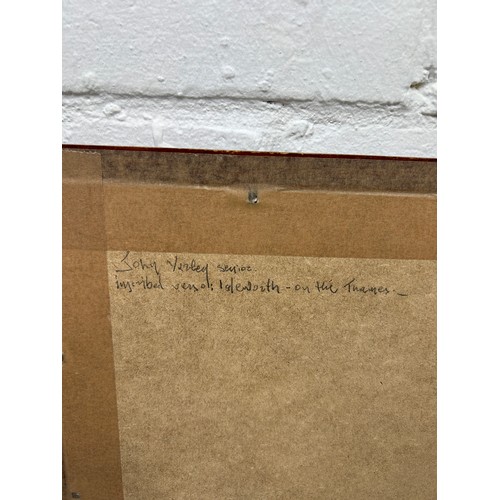 John Varley senior.
inscribed verso: Isleworth - on the Thames -